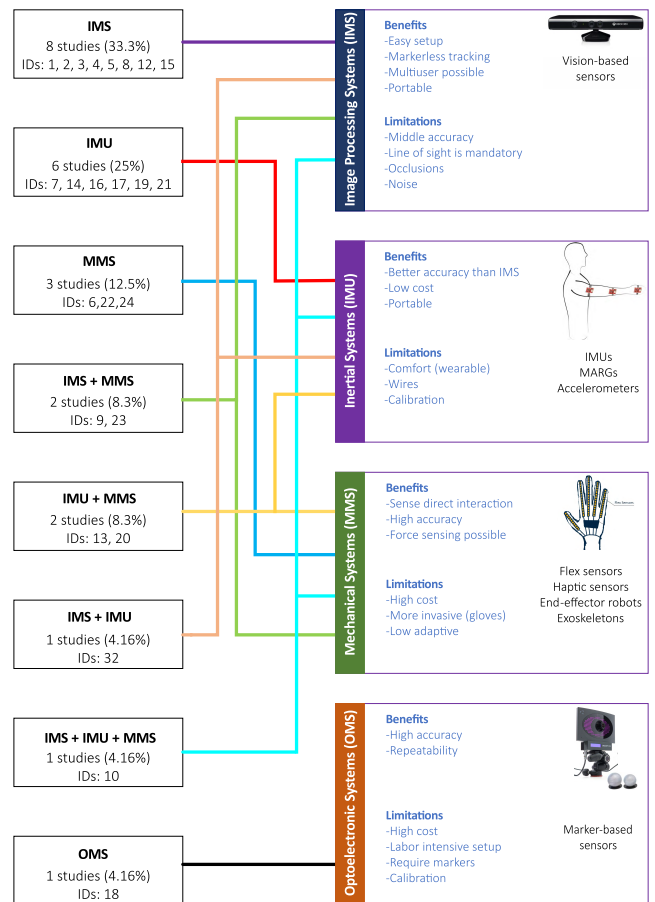 IMS
8 studies (33.3%)
IDs: 1, 2, 3, 4, 5, 8, 12, 15
IMU
6 studies (25%)
IDs: 7, 14, 16, 17, 19, 21
MMS
3 studies (12.5%)
IDs: 6,22,24
IMS + MMS
2 studies (8.3%)
IDs: 9, 23
IMU + MMS
2 studies (8.3%)
IDs: 13, 20
IMS + IMU
1 studies (4.16%)
IDs: 32
IMS + IMU + MMS
1 studies (4.16%)
IDs: 10
OMS
1 studies (4.16%)
IDs: 18
Image Processing Systems (IMS)
Benefits
-Easy setup
-Markerless tracking
-Multiuser possible
-Portable
Limitations
-Middle accuracy
-Line of sight is mandatory
-Occlusions
-Noise
Vision-based
sensors
Inertial Systems (IMU)
Benefits
-Better accuracy than IMS
-Low cost
-Portable
Limitations
-Comfort (wearable)
-Wires
-Calibration
IMUs
MARGs
Accelerometers
Mechanical Systems (MMS)
Benefits
-Sense direct interaction
-High accuracy
-Force sensing possible
Limitations
-High cost
-More invasive (gloves)
-Low adaptive
Flex sensors
Haptic sensors
End-effector robots
Exoskeletons
Optoelectronic Systems (OMS)
Benefits
-High accuracy
-Repeatability
Limitations
-High cost
-Labor intensive setup
-Require markers
-Calibration
Marker-based
sensors